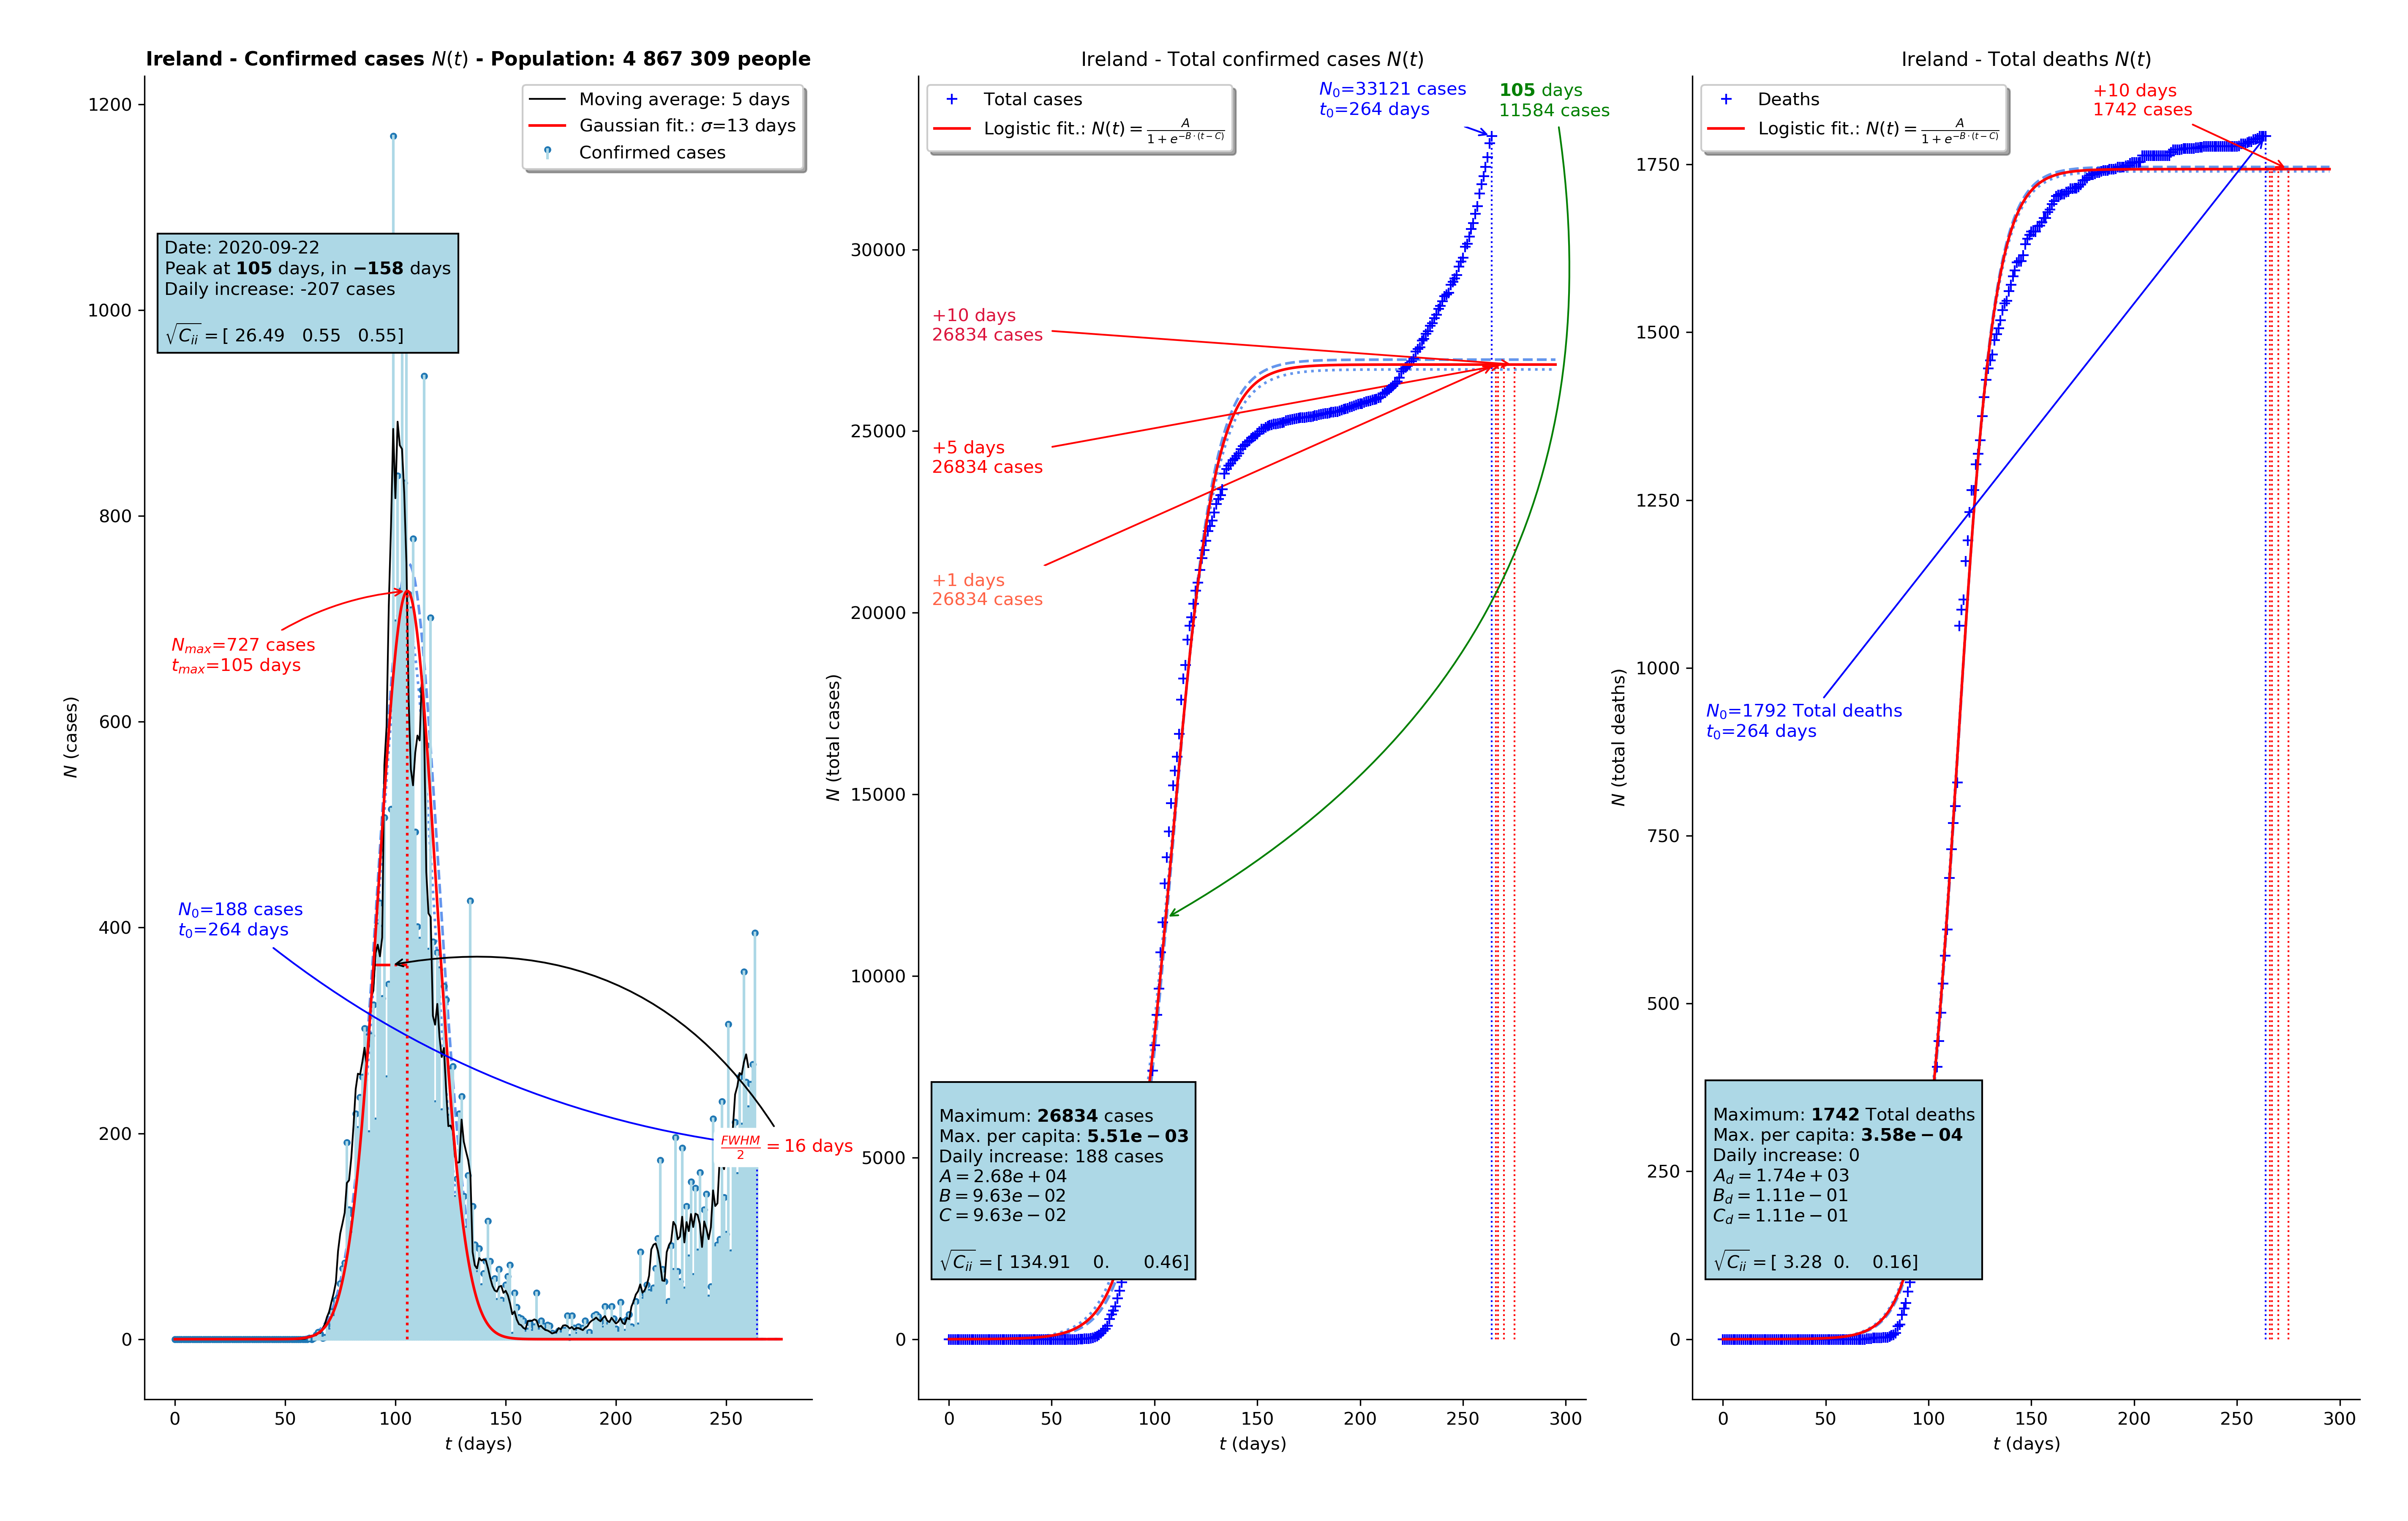 Ireland - Confirmed cases N(t) - Population: 4 867 309 people
Moving average: 5 days
Gaussian fit.: σ=13 days
Confirmed cases
Date: 2020-09-22
Peak at 105 days, in −158 days
Daily increase: -207 cases
√C_ii = [ 26.49 0.55 0.55]
N_max=727 cases
t_max=105 days
N_0=188 cases
t_0=264 days
FWHM/2 = 16 days
1200
1000
800
600
400
200
0
N (cases)
0 50 100 150 200 250
t (days)
Ireland - Total confirmed cases N(t)
Total cases
Logistic fit.: N(t) = A/(1 + e^{−B·(t−C)})
N_0=33121 cases
t_0=264 days
105 days
11584 cases
+10 days
26834 cases
+5 days
26834 cases
+1 days
26834 cases
Maximum: 26834 cases
Max. per capita: 5.51e − 03
Daily increase: 188 cases
A = 2.68e + 04
B = 9.63e − 02
C = 9.63e − 02
√C_ii = [ 134.91 0. 0.46]
30000
25000
20000
15000
10000
5000
0
N (total cases)
0 50 100 150 200 250 300
t (days)
Ireland - Total deaths N(t)
Deaths
Logistic fit.: N(t) = A/(1 + e^{−B·(t−C)})
+10 days
1742 cases
N_0=1792 Total deaths
t_0=264 days
Maximum: 1742 Total deaths
Max. per capita: 3.58e − 04
Daily increase: 0
A_d = 1.74e + 03
B_d = 1.11e − 01
C_d = 1.11e − 01
√C_ii = [ 3.28 0. 0.16]
1750
1500
1250
1000
750
500
250
0
N (total deaths)
0 50 100 150 200 250 300
t (days)